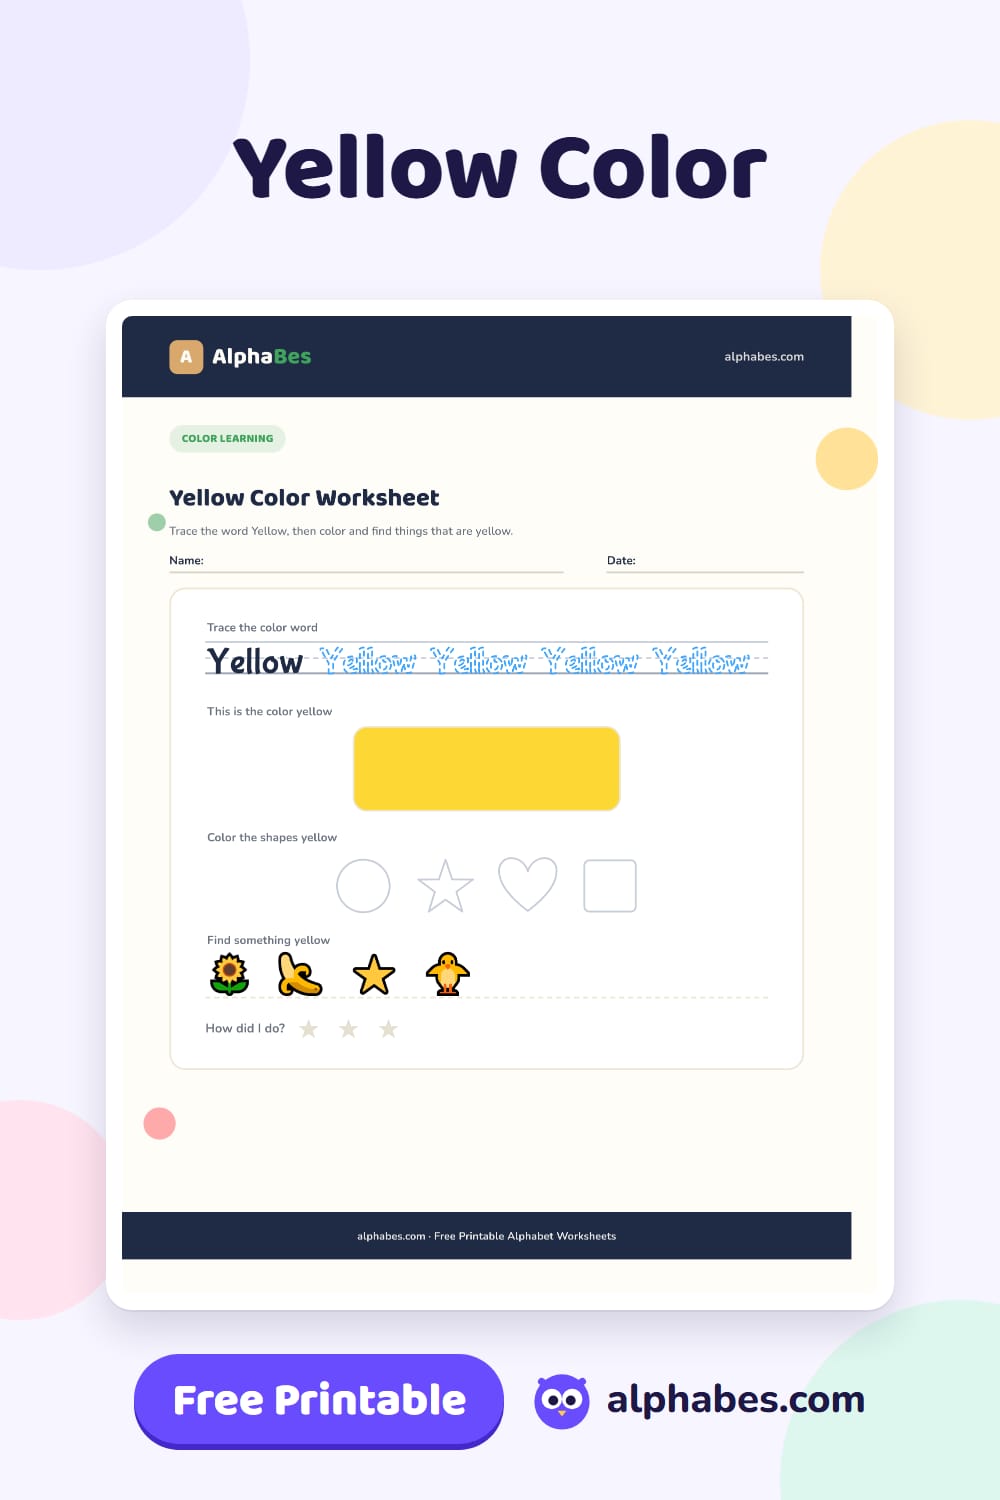 Yellow Color
A AlphaBes
alphabes.com
COLOR LEARNING
Yellow Color Worksheet
Trace the word Yellow, then color and find things that are yellow.
Name: Date:
Trace the color word
Yellow Yellow Yellow Yellow Yellow
This is the color yellow
Color the shapes yellow
Find something yellow
How did I do?
alphabes.com · Free Printable Alphabet Worksheets
Free Printable
alphabes.com